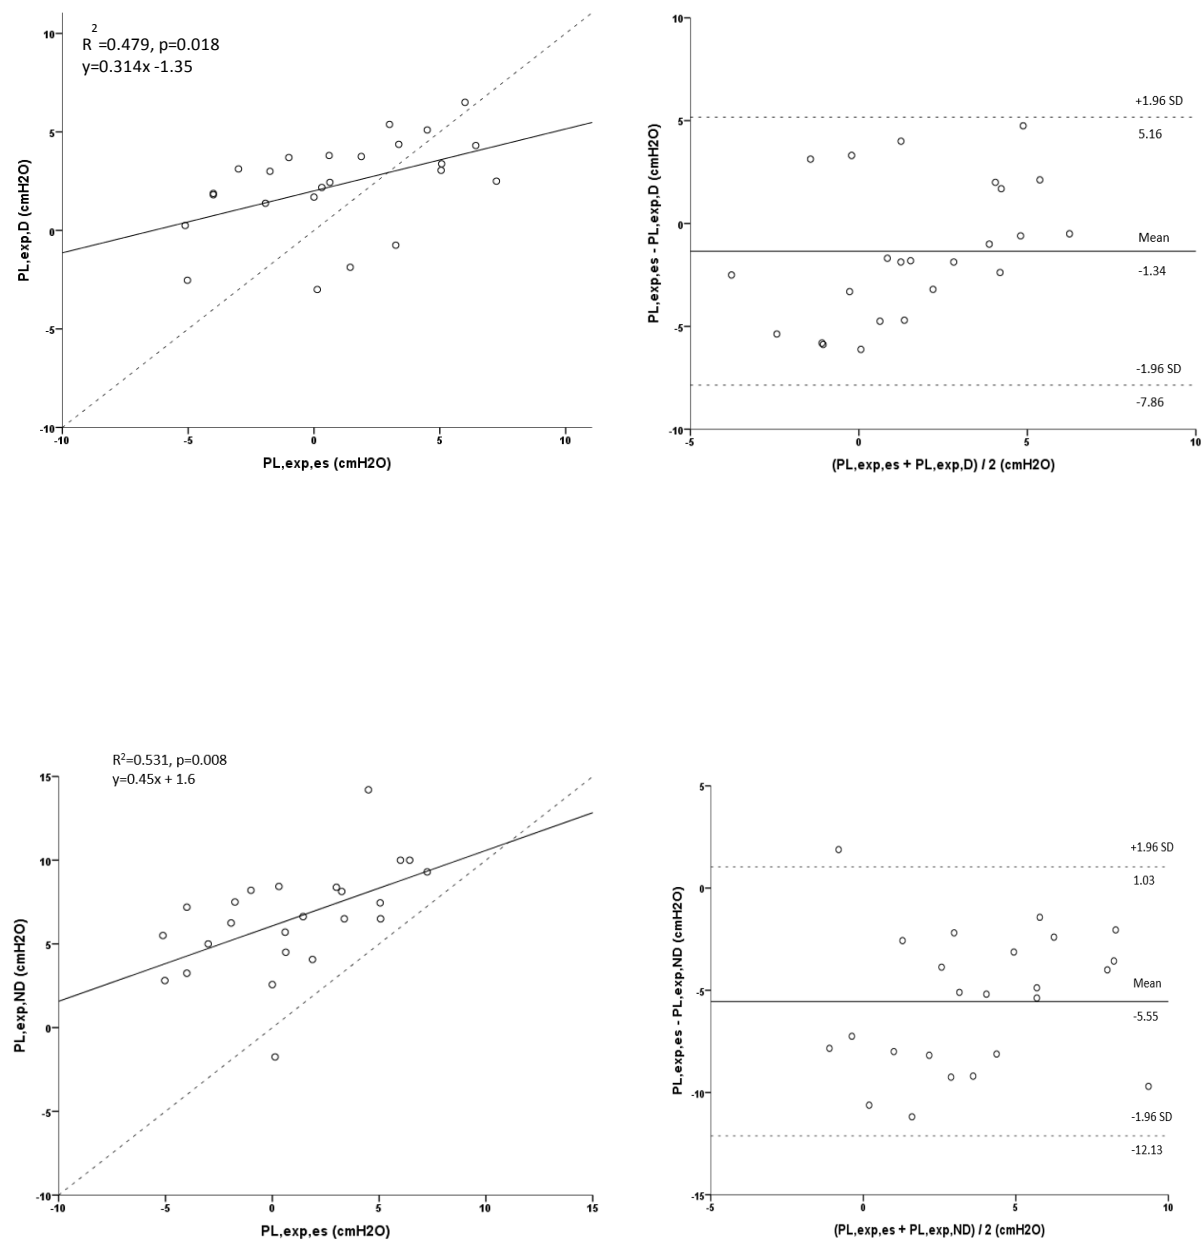 R2=0.479, p=0.018
y=0.314x -1.35
10
5
0
-5
-10
PL,exp,D (cmH2O)
-10 -5 0 5 10
PL,exp,es (cmH2O)
10
5
0
-5
-10
PL,exp,es - PL,exp,D (cmH2O)
+1.96 SD
5.16
Mean
-1.34
-1.96 SD
-7.86
-5 0 5 10
(PL,exp,es + PL,exp,D) / 2 (cmH2O)
R²=0.531, p=0.008
y=0.45x + 1.6
15
10
5
0
-5
-10
PL,exp,ND (cmH2O)
-10 -5 0 5 10 15
PL,exp,es (cmH2O)
5
0
-5
-10
-15
PL,exp,es - PL,exp,ND (cmH2O)
+1.96 SD
1.03
Mean
-5.55
-1.96 SD
-12.13
-5 0 5 10
(PL,exp,es + PL,exp,ND) / 2 (cmH2O)